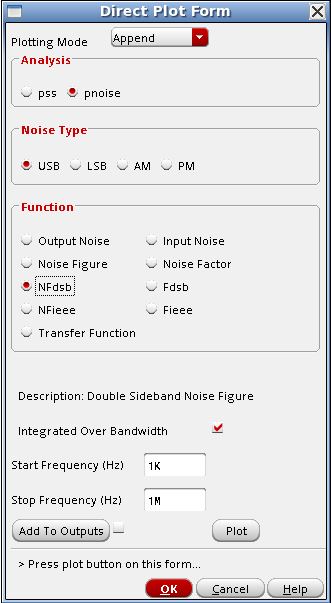 Direct Plot Form
Plotting Mode Append
Analysis
pss pnoise
Noise Type
USB LSB AM PM
Function
Output Noise Input Noise
Noise Figure Noise Factor
NFdsb Fdsb
NFieee Fieee
Transfer Function
Description: Double Sideband Noise Figure
Integrated Over Bandwidth
Start Frequency (Hz) 1K
Stop Frequency (Hz) 1M
Add To Outputs Plot
> Press plot button on this form...
OK Cancel Help